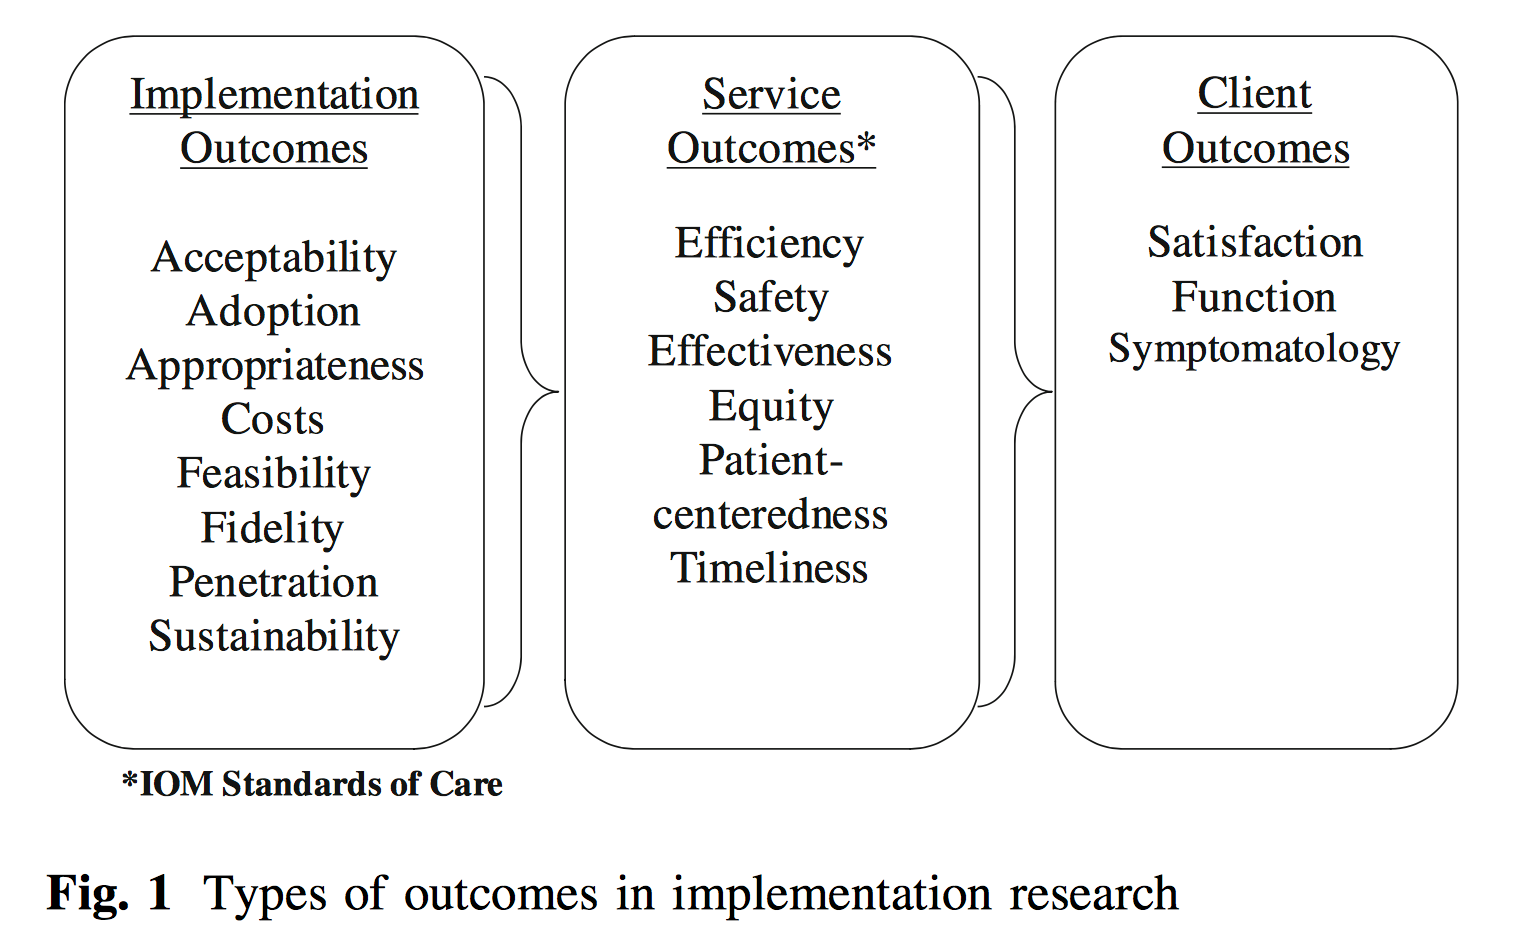 Implementation
Outcomes
Acceptability
Adoption
Appropriateness
Costs
Feasibility
Fidelity
Penetration
Sustainability
Service
Outcomes*
Efficiency
Safety
Effectiveness
Equity
Patient-
centeredness
Timeliness
Client
Outcomes
Satisfaction
Function
Symptomatology
*IOM Standards of Care
Fig. 1 Types of outcomes in implementation research